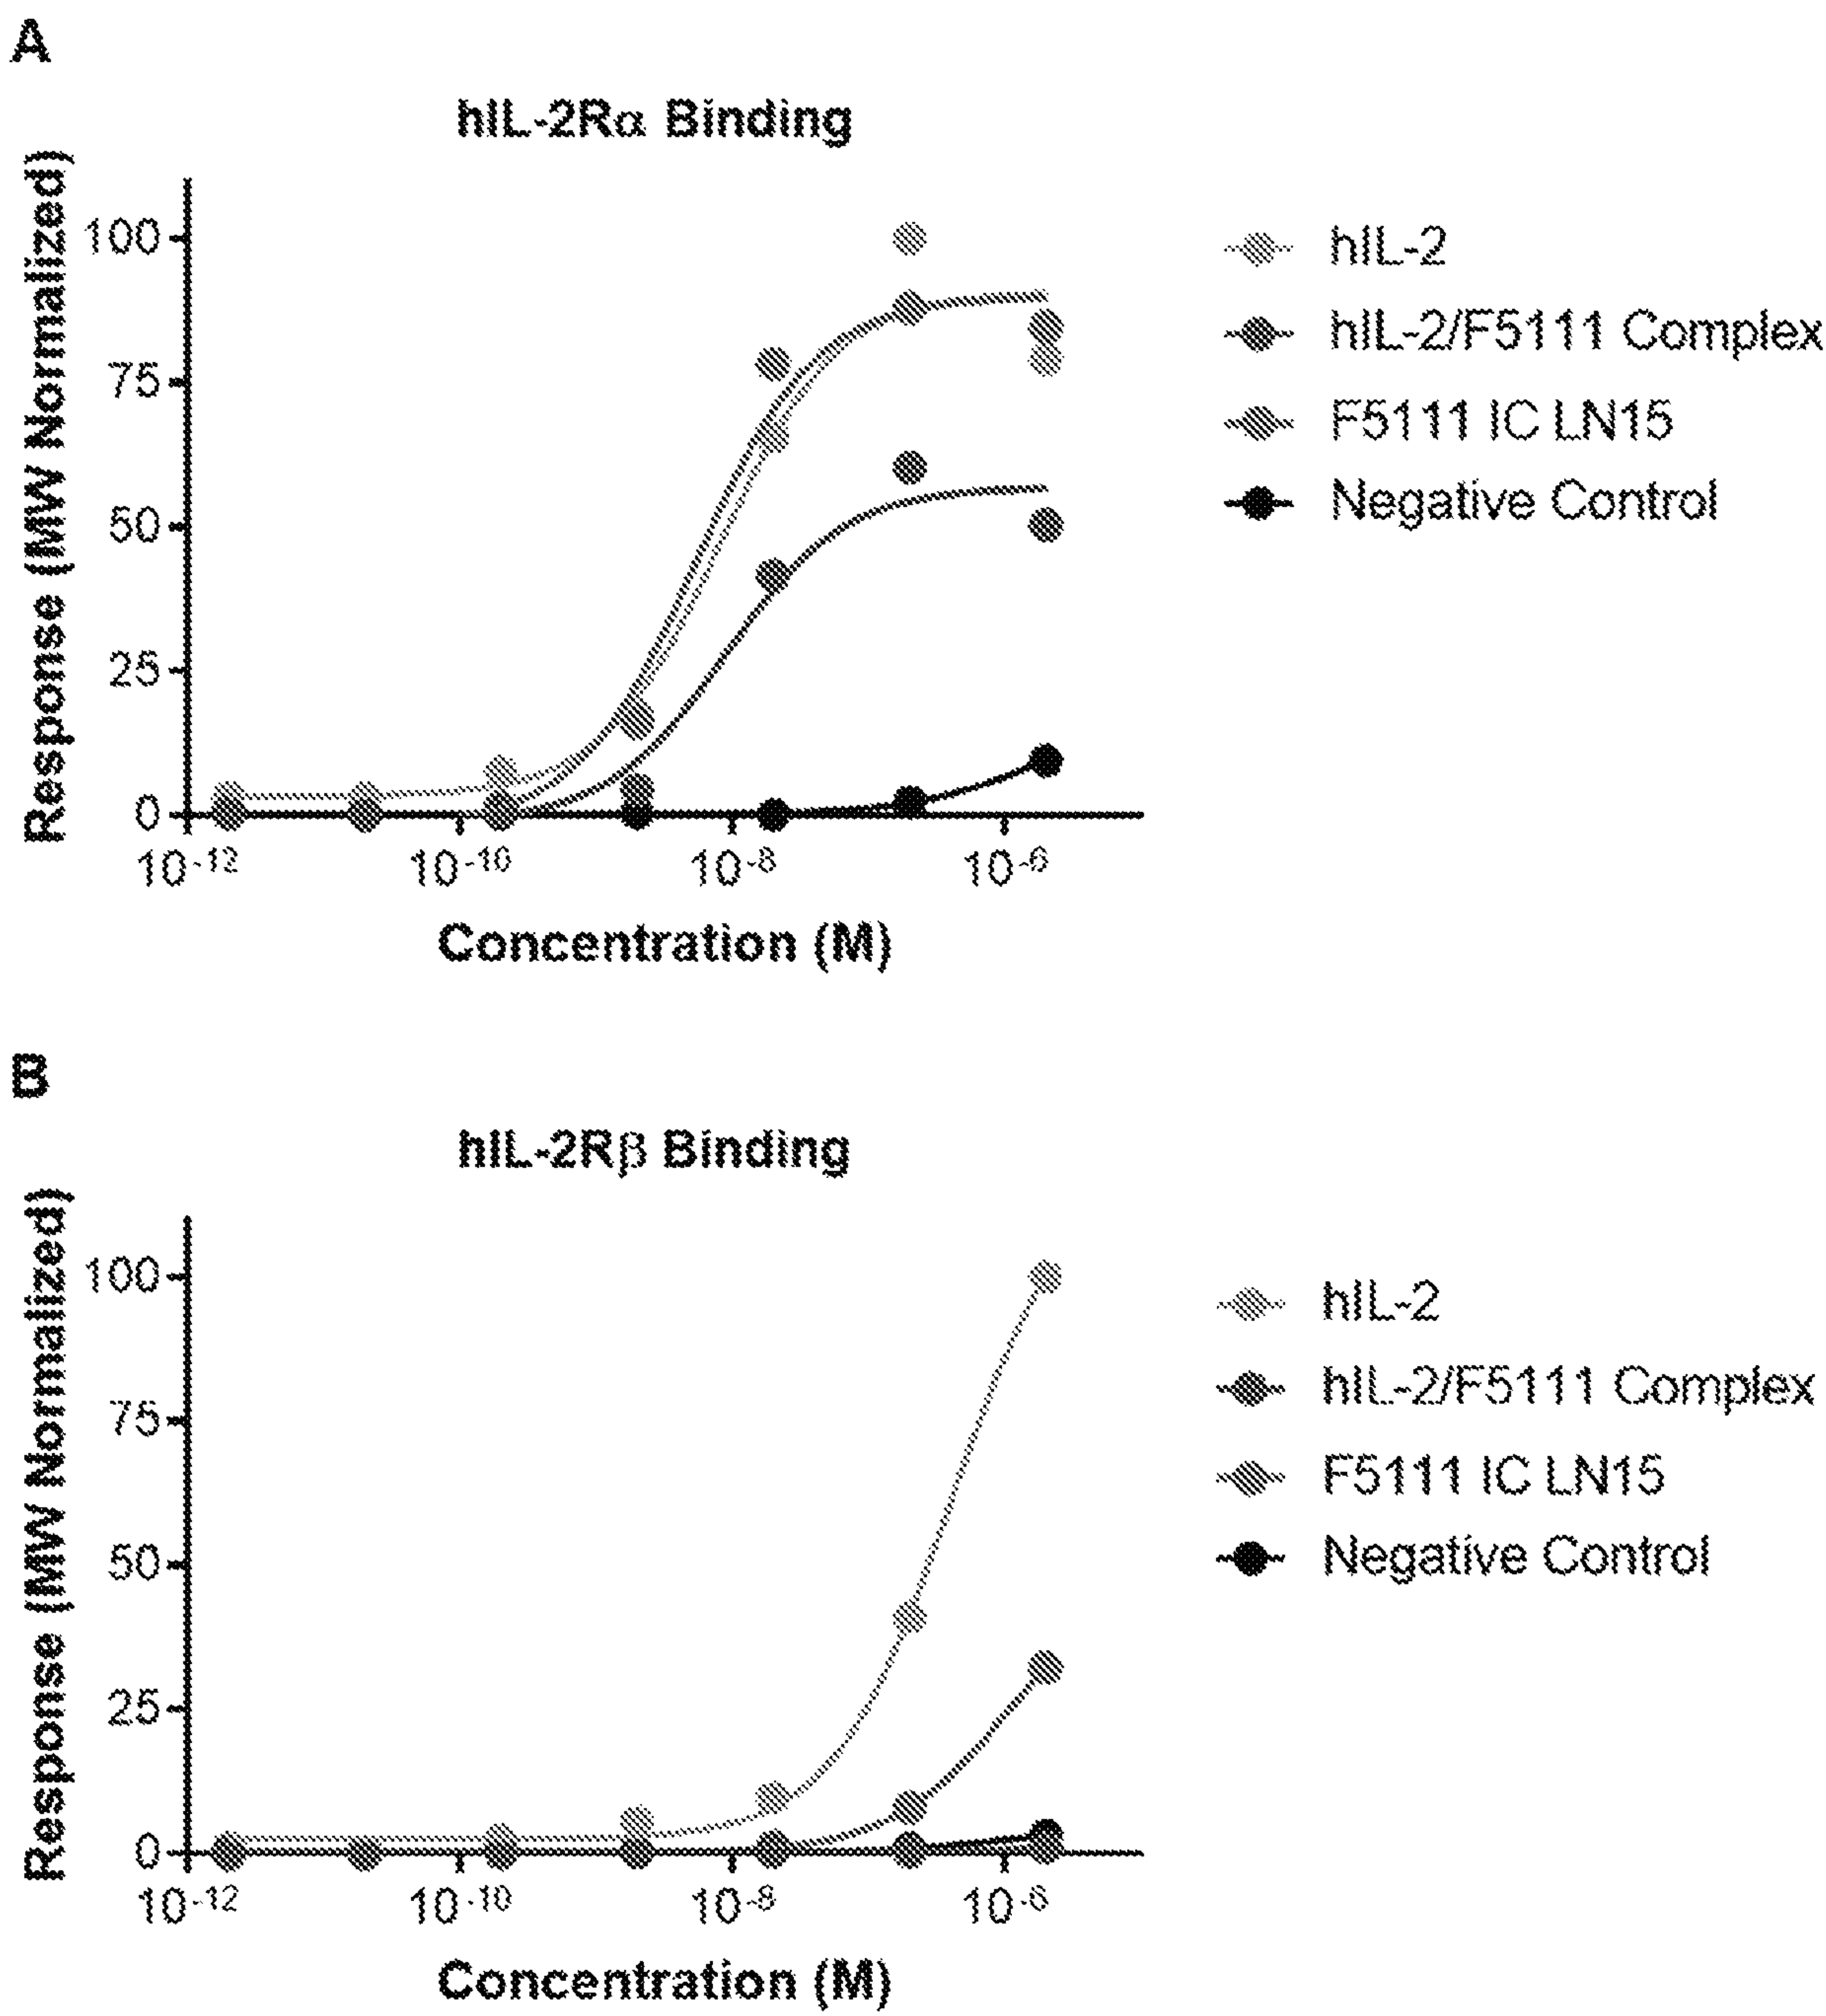 A
hIL-2Rα Binding
Response (MW Normalized)
100
75
50
25
0
10-12
10-10
10-8
10-6
Concentration (M)
hIL-2
hIL-2/F5111 Complex
F5111 IC LN15
Negative Control
B
hIL-2Rβ Binding
Response (MW Normalized)
100
75
50
25
0
10-12
10-10
10-8
10-6
Concentration (M)
hIL-2
hIL-2/F5111 Complex
F5111 IC LN15
Negative Control